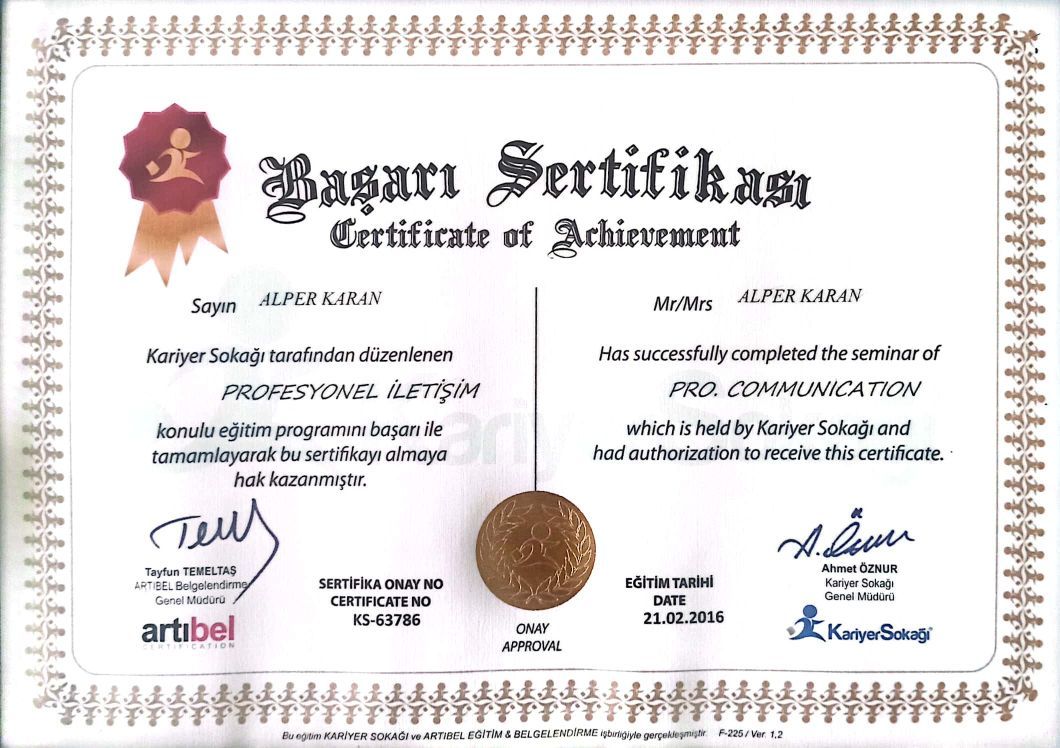 Başarı Sertifikası
Certificate of Achievement
Sayın ALPER KARAN
Kariyer Sokağı tarafından düzenlenen
PROFESYONEL İLETİŞİM
konulu eğitim programını başarı ile
tamamlayarak bu sertifikayı almaya
hak kazanmıştır.
Mr/Mrs ALPER KARAN
Has successfully completed the seminar of
PRO. COMMUNICATION
which is held by Kariyer Sokağı and
had authorization to receive this certificate.
Tayfun TEMELTAŞ
ARTIBEL Belgelendirme
Genel Müdürü
artıbel
CERTIFICATION
SERTİFİKA ONAY NO
CERTIFICATE NO
KS-63786
ONAY
APPROVAL
EĞİTİM TARİHİ
DATE
21.02.2016
A. Öznur
Ahmet ÖZNUR
Kariyer Sokağı
Genel Müdürü
KariyerSokağı
Bu eğitim KARİYER SOKAĞI ve ARTIBEL EĞİTİM & BELGELENDİRME işbirliğiyle gerçekleşmiştir. F-225 / Ver. 1.2